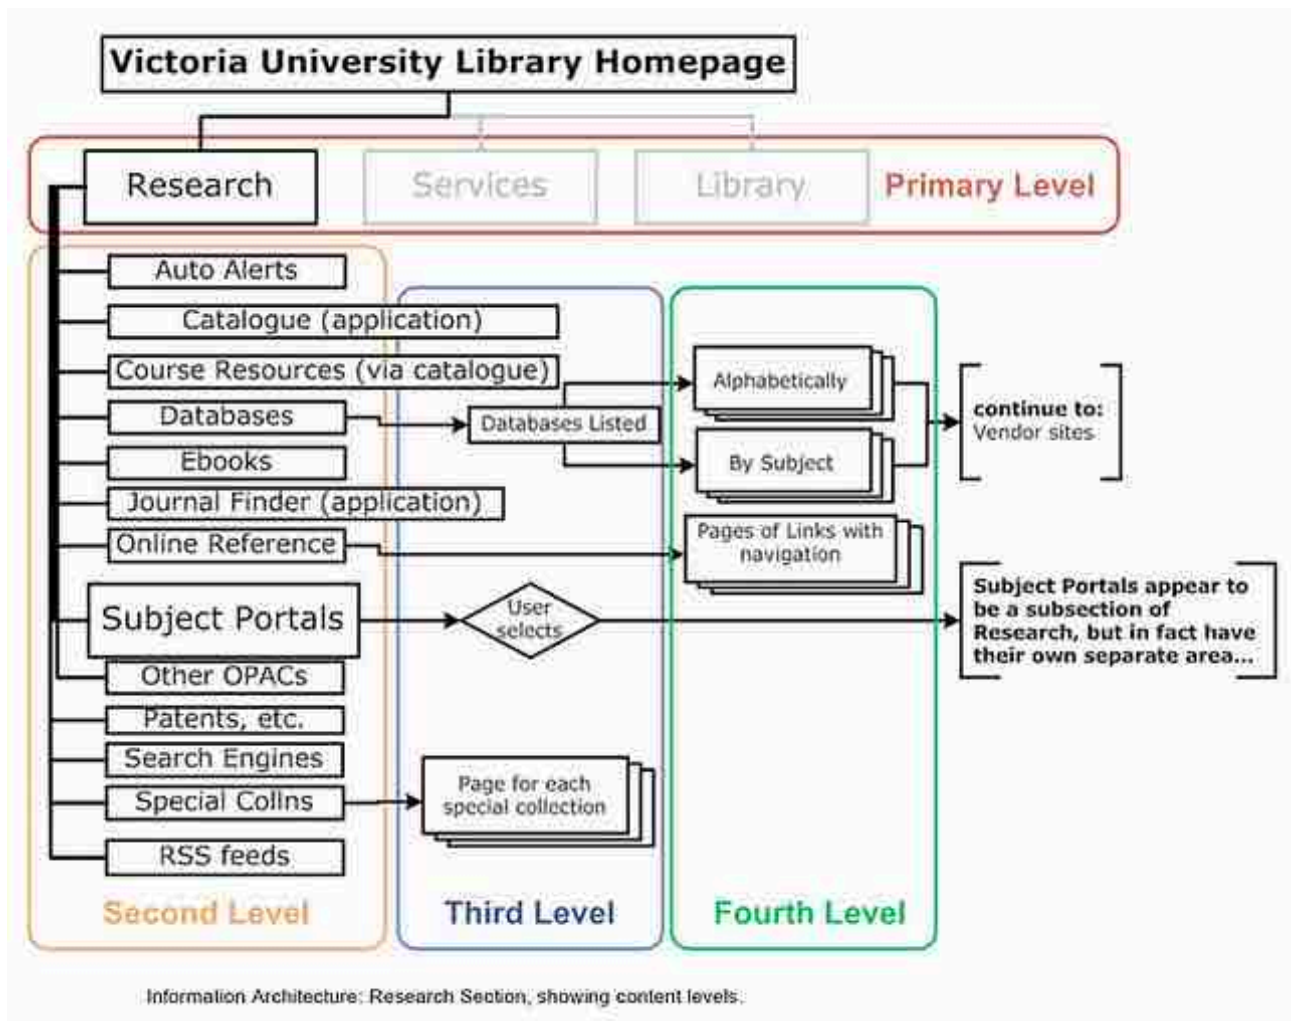 Victoria University Library Homepage
Research
Services
Library
Primary Level
Auto Alerts
Catalogue (application)
Course Resources (via catalogue)
Databases
Ebooks
Journal Finder (application)
Online Reference
Subject Portals
Other OPACs
Patents, etc.
Search Engines
Special Collns
RSS feeds
Second Level
Databases Listed
User
selects
Page for each
special collection
Third Level
Alphabetically
By Subject
Pages of Links with
navigation
Fourth Level
continue to:
Vendor sites
Subject Portals appear to
be a subsection of
Research, but in fact have
their own separate area...
Information Architecture: Research Section, showing content levels.